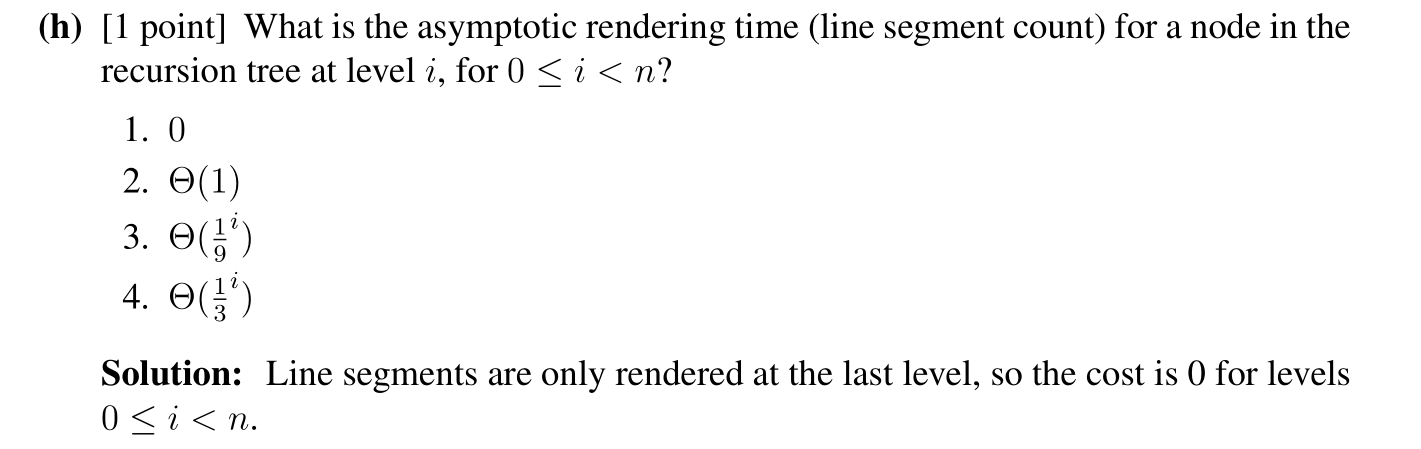 (h) [1 point] What is the asymptotic rendering time (line segment count) for a node in the
recursion tree at level i, for 0 ≤ i < n?
1. 0
2. Θ(1)
3. Θ(1/9^i)
4. Θ(1/3^i)
Solution: Line segments are only rendered at the last level, so the cost is 0 for levels
0 ≤ i < n.